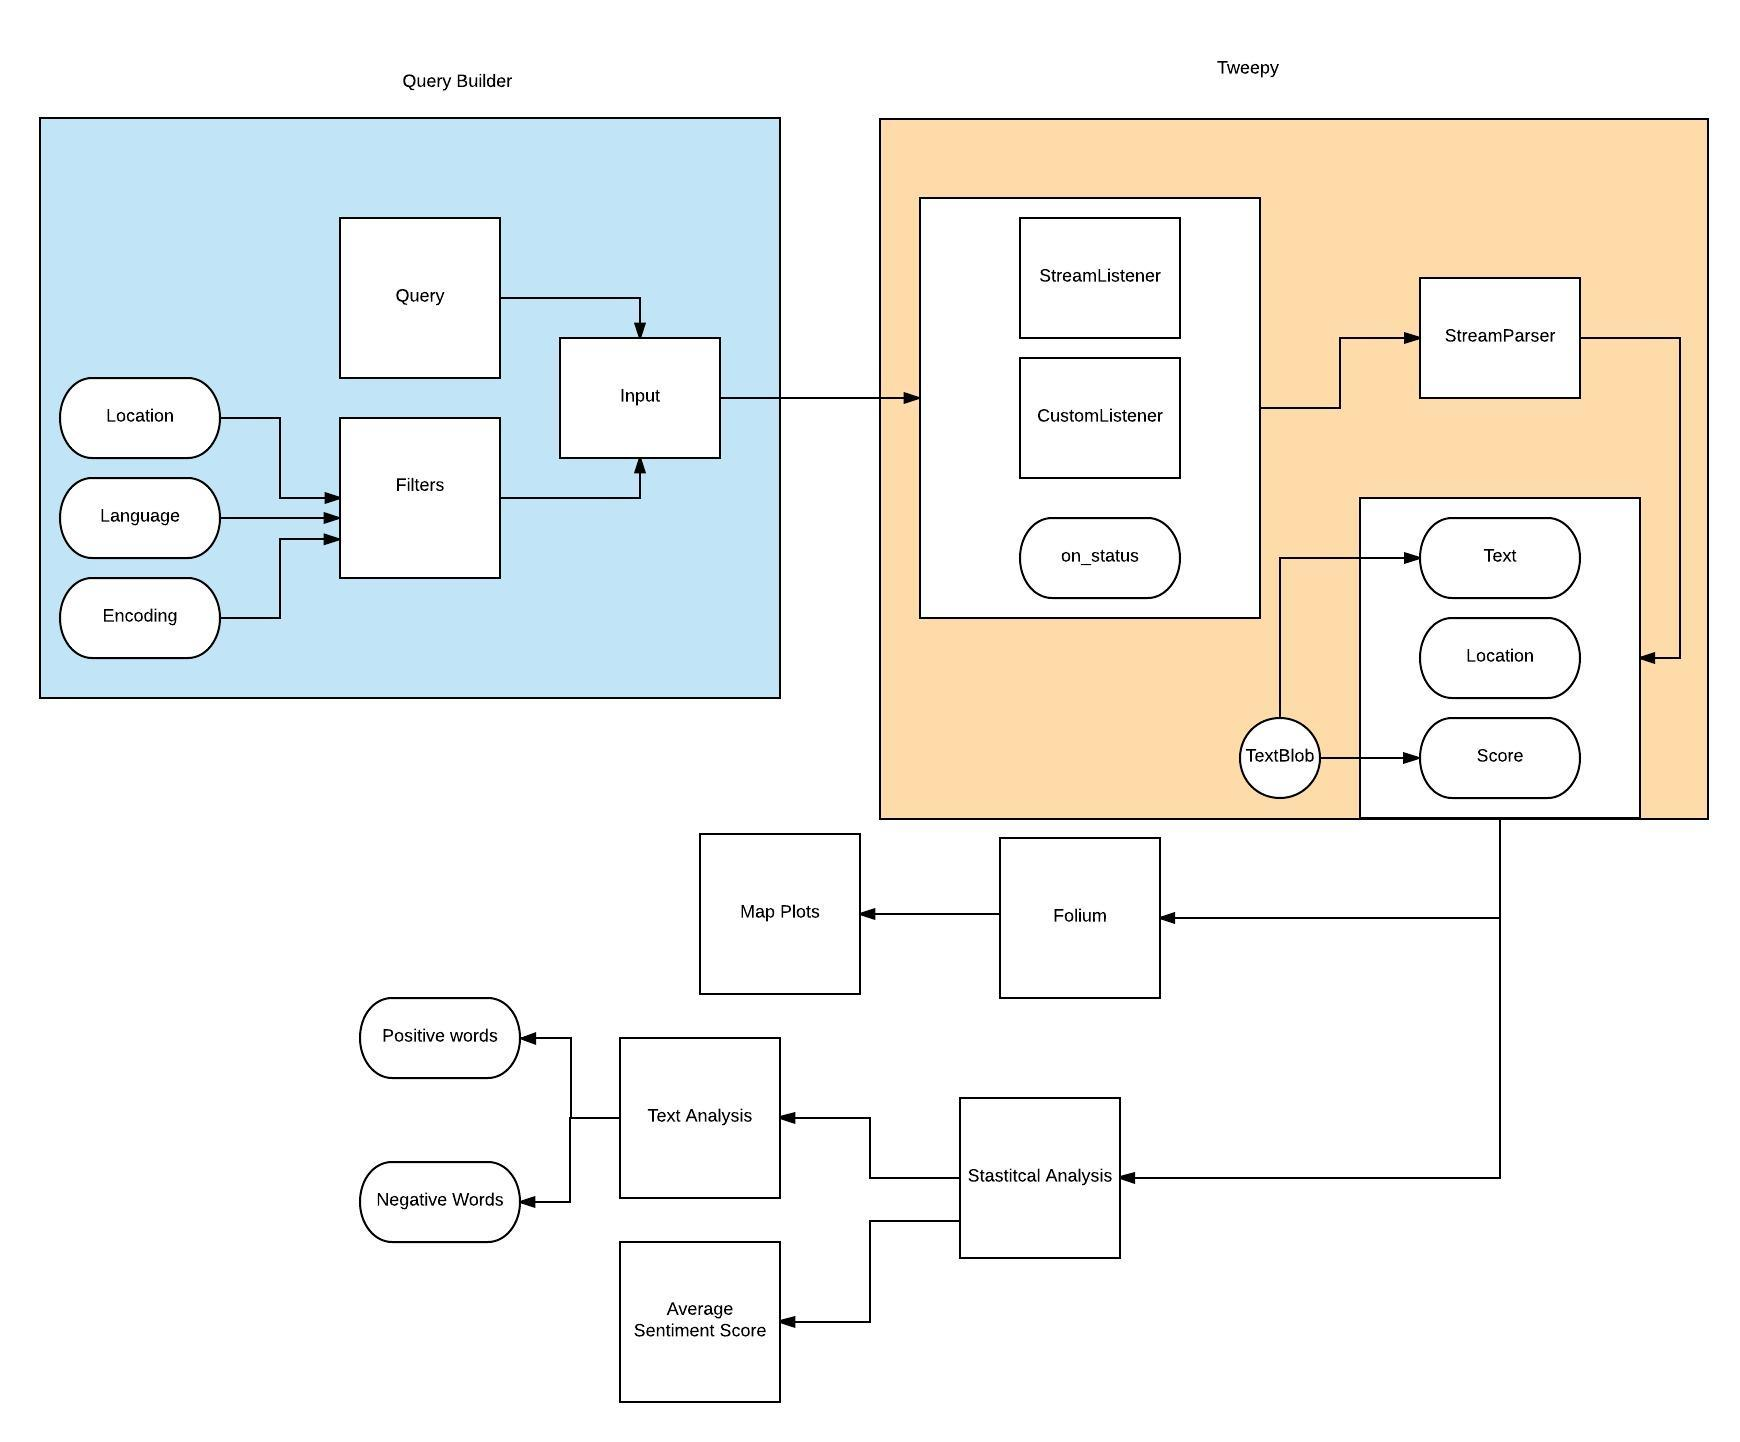 Query Builder
Tweepy
Query
Input
Location
Filters
Language
Encoding
StreamListener
CustomListener
on_status
StreamParser
Text
Location
TextBlob
Score
Map Plots
Folium
Positive words
Text Analysis
Negative Words
Stastitcal Analysis
Average
Sentiment Score